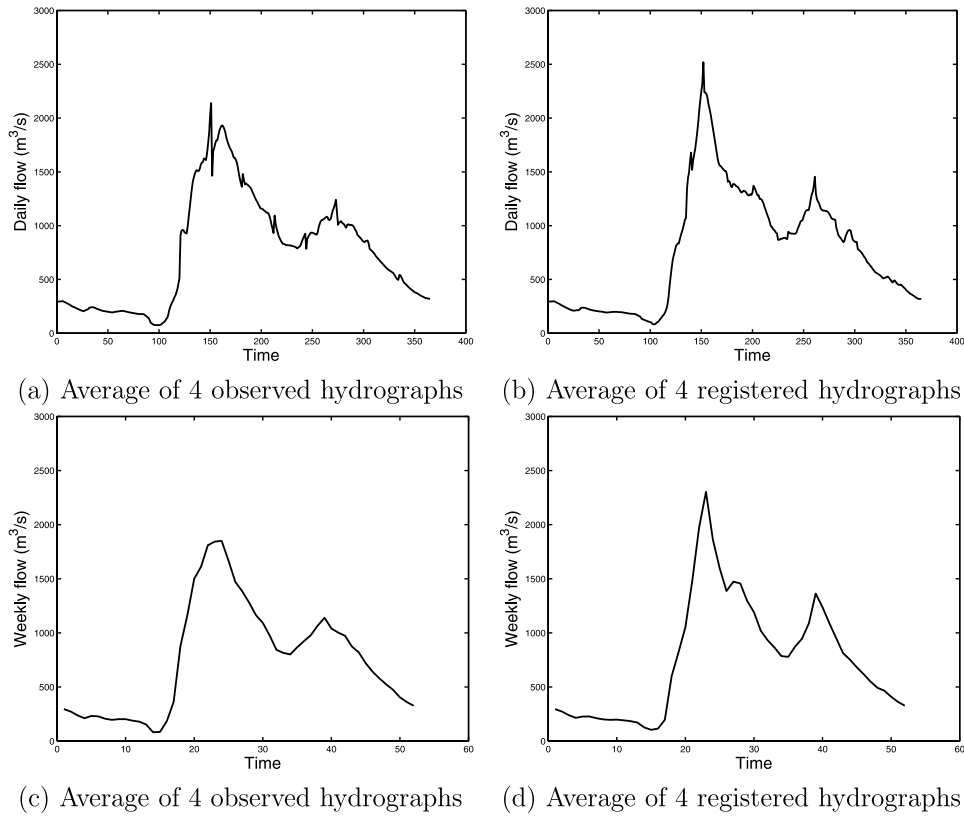 3000
2500
2000
1500
1000
500
0
Daily flow (m³/s)
0 50 100 150 200 250 300 350 400
Time
(a) Average of 4 observed hydrographs
3000
2500
2000
1500
1000
500
0
Daily flow (m³/s)
0 50 100 150 200 250 300 350 400
Time
(b) Average of 4 registered hydrographs
3000
2500
2000
1500
1000
500
0
Weekly flow (m³/s)
0 10 20 30 40 50 60
Time
(c) Average of 4 observed hydrographs
3000
2500
2000
1500
1000
500
0
Weekly flow (m³/s)
0 10 20 30 40 50 60
Time
(d) Average of 4 registered hydrographs